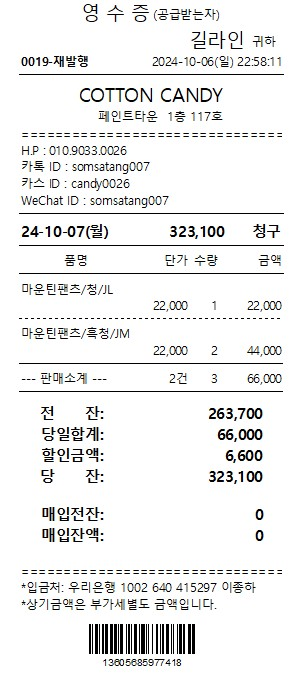 영 수 증 (공급받는자)
길라인 귀하
0019-재발행 2024-10-06(일) 22:58:11
COTTON CANDY
페인트타운 1층 117호
H.P : 010.9033.0026
카톡 ID : somsatang007
카스 ID : candy0026
WeChat ID : somsatang007
24-10-07(월) 323,100 청구
품명 단가 수량 금액
마운틴팬츠/청/JL
22,000 1 22,000
마운틴팬츠/흑청/JM
22,000 2 44,000
--- 판매소계 --- 2건 3 66,000
전 잔: 263,700
당일합계: 66,000
할인금액: 6,600
당 잔: 323,100
매입전잔: 0
매입잔액: 0
*입금처: 우리은행 1002 640 415297 이종하
*상기금액은 부가세별도 금액입니다.
13605685977418